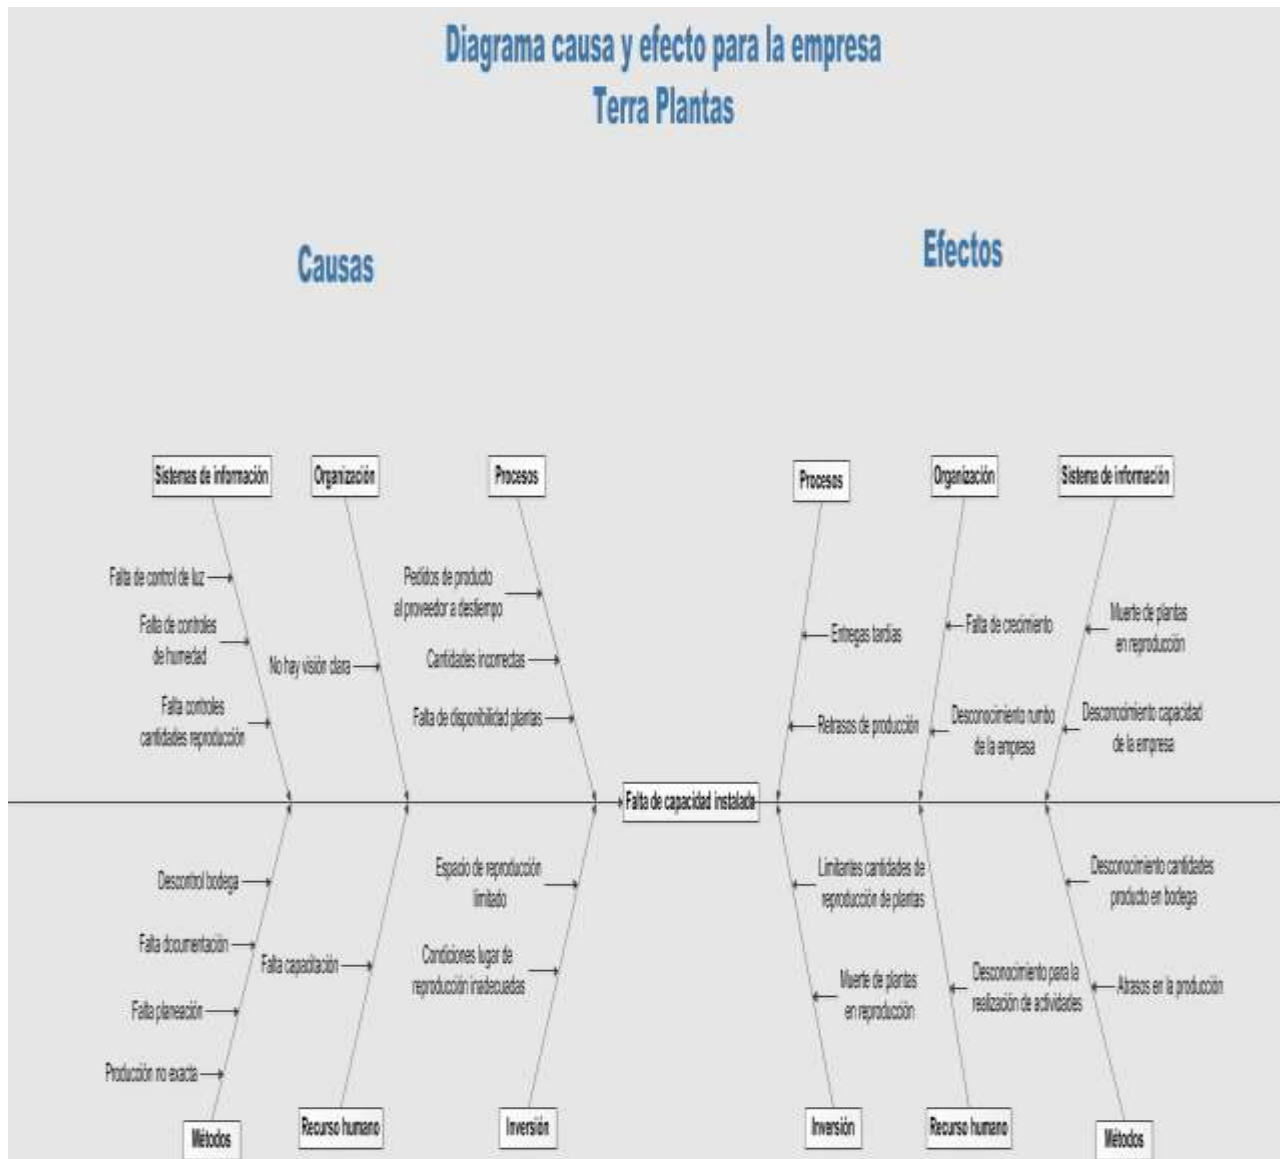 Diagrama causa y efecto para la empresa
Terra Plantas
Causas
Efectos
Sistemas de información
Organización
Procesos
Procesos
Organización
Sistema de información
Falta de control de luz
Falta de controles
de humedad
Falta controles
cantidades reproducción
No hay visión clara
Pedidos de producto
al proveedor a destiempo
Cantidades incorrectas
Falta de disponibilidad plantas
Entregas tardías
Retrasos de producción
Falta de crecimiento
Desconocimiento rumbo
de la empresa
Muerte de plantas
en reproducción
Desconocimiento capacidad
de la empresa
Falta de capacidad instalada
Descontrol bodega
Falta documentación
Falta planeación
Producción no exacta
Falta capacitación
Espacio de reproducción
limitado
Condiciones lugar de
reproducción inadecuadas
Limitantes cantidades de
reproducción de plantas
Muerte de plantas
en reproducción
Desconocimiento para la
realización de actividades
Desconocimiento cantidades
producto en bodega
Atrasos en la producción
Métodos
Recurso humano
Inversión
Inversión
Recurso humano
Métodos